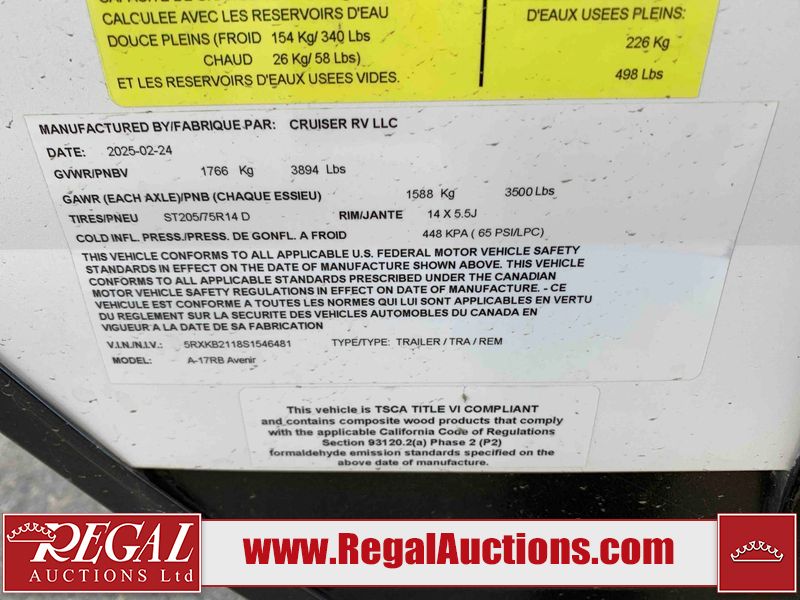 CALCULEE AVEC LES RESERVOIRS D'EAU
DOUCE PLEINS (FROID 154 Kg/ 340 Lbs
CHAUD 26 Kg/ 58 Lbs)
ET LES RESERVOIRS D'EAUX USEES VIDES.
D'EAUX USEES PLEINS:
226 Kg
498 Lbs
MANUFACTURED BY/FABRIQUE PAR: CRUISER RV LLC
DATE: 2025-02-24
GVWR/PNBV 1766 Kg 3894 Lbs
GAWR (EACH AXLE)/PNB (CHAQUE ESSIEU) 1588 Kg 3500 Lbs
TIRES/PNEU ST205/75R14 D RIM/JANTE 14 X 5.5J
COLD INFL. PRESS./PRESS. DE GONFL. A FROID 448 KPA ( 65 PSI/LPC)
THIS VEHICLE CONFORMS TO ALL APPLICABLE U.S. FEDERAL MOTOR VEHICLE SAFETY
STANDARDS IN EFFECT ON THE DATE OF MANUFACTURE SHOWN ABOVE. THIS VEHICLE
CONFORMS TO ALL APPLICABLE STANDARDS PRESCRIBED UNDER THE CANADIAN
MOTOR VEHICLE SAFETY REGULATIONS IN EFFECT ON DATE OF MANUFACTURE. - CE
VEHICULE EST CONFORME A TOUTES LES NORMES QUI LUI SONT APPLICABLES EN VERTU
DU REGLEMENT SUR LA SECURITE DES VEHICLES AUTOMOBILES DU CANADA EN
VIGUEUR A LA DATE DE SA FABRICATION
V.I.N./N.I.V.: 5RXKB2118S1546481 TYPE/TYPE: TRAILER / TRA / REM
MODEL: A-17RB Avenir
This vehicle is TSCA TITLE VI COMPLIANT
and contains composite wood products that comply
with the applicable California Code of Regulations
Section 93120.2(a) Phase 2 (P2)
formaldehyde emission standards specified on the
above date of manufacture.
REGAL
AUCTIONS Ltd
www.RegalAuctions.com